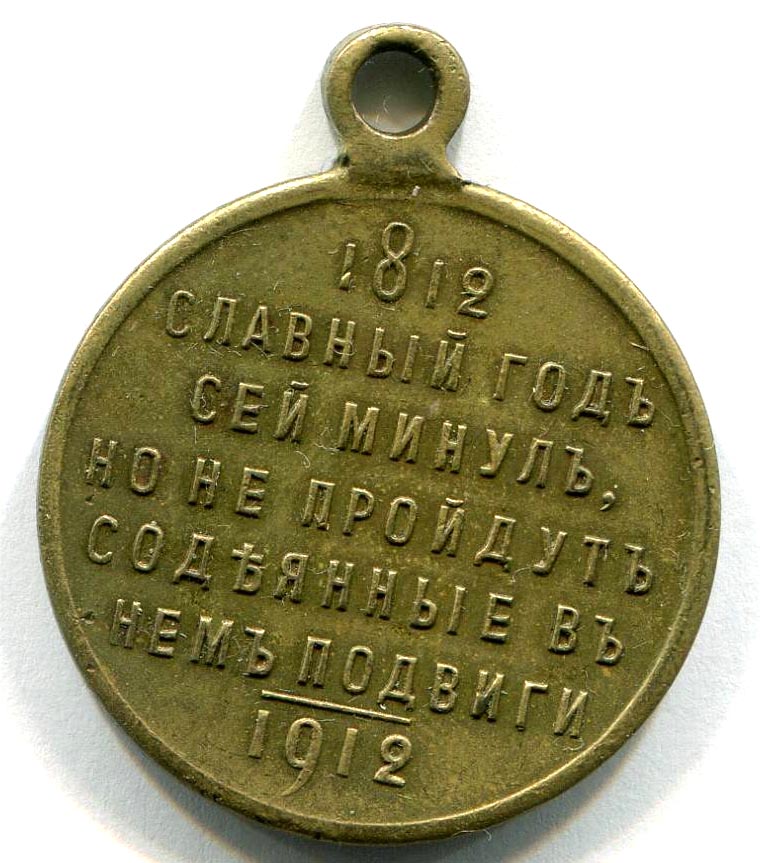 1812
СЛАВНЫЙ ГОДЪ
СЕЙ МИНУЛЪ,
НО НЕ ПРОЙДУТЪ
СОДѢЯННЫЕ ВЪ
НЕМЪ ПОДВИГИ
1912